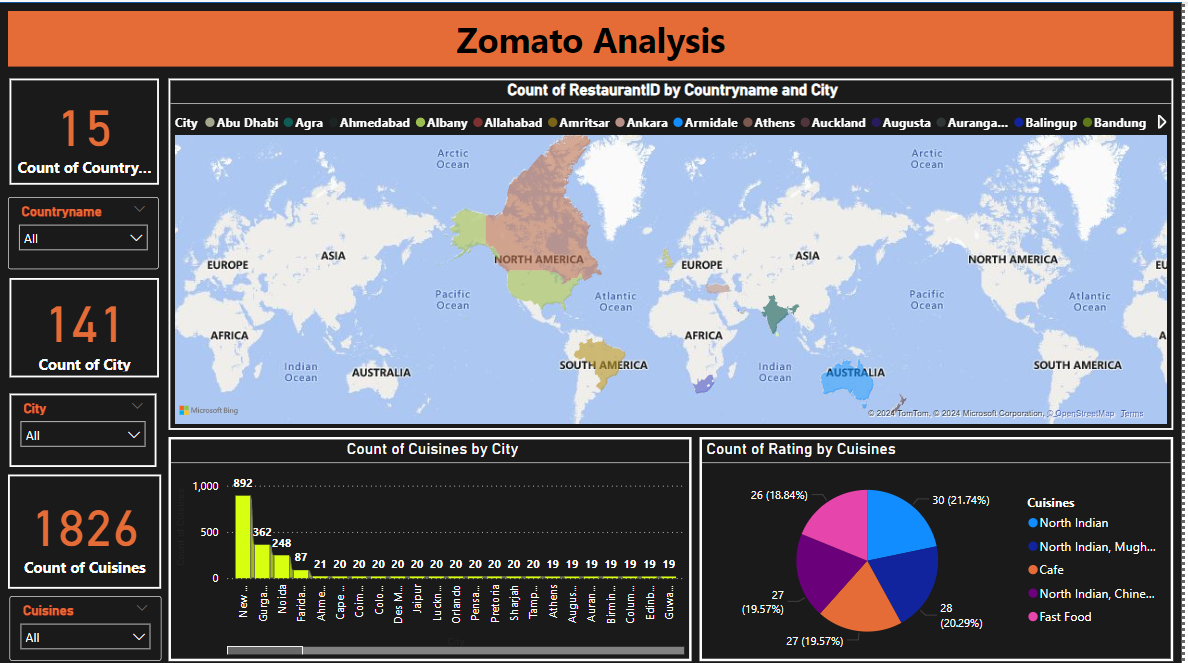 Zomato Analysis
15
Count of Country...
Countryname
All
141
Count of City
City
All
1826
Count of Cuisines
Cuisines
All
Count of RestaurantID by Countryname and City
City Abu Dhabi Agra Ahmedabad Albany Allahabad Amritsar Ankara Armidale Athens Auckland Augusta Auranga... Balingup Bandung
Arctic
Ocean
Arctic
Ocean
EUROPE
ASIA
NORTH AMERICA
EUROPE
ASIA
NORTH AMERICA
EU
Pacific
Ocean
Atlantic
Ocean
Pacific
Ocean
Atlantic
Ocean
AFRICA
AFRICA
A
Indian
Ocean
AUSTRALIA
SOUTH AMERICA
Indian
Ocean
AUSTRALIA
SOUTH AMERICA
Microsoft Bing
© 2024 TomTom, © 2024 Microsoft Corporation, © OpenStreetMap Terms
Count of Cuisines by City
1,000
500
0
892
362
248
87
21
20
20
20
20
20
20
20
20
20
20
20
19
19
19
19
19
19
19
New ...
Gurga...
Noida
Farida...
Ahme...
Cape...
Coim...
Colo...
Des M...
Jaipur
Luckn...
Orlando
Pensa...
Pretoria
Sharjah
Tamp...
Athens
Augus...
Auran...
Birmin...
Colum...
Edinb...
Guwa...
Count of Rating by Cuisines
26 (18.84%)
30 (21.74%)
27
(19.57%)
28
(20.29%)
27 (19.57%)
Cuisines
North Indian
North Indian, Mugh...
Cafe
North Indian, Chine...
Fast Food